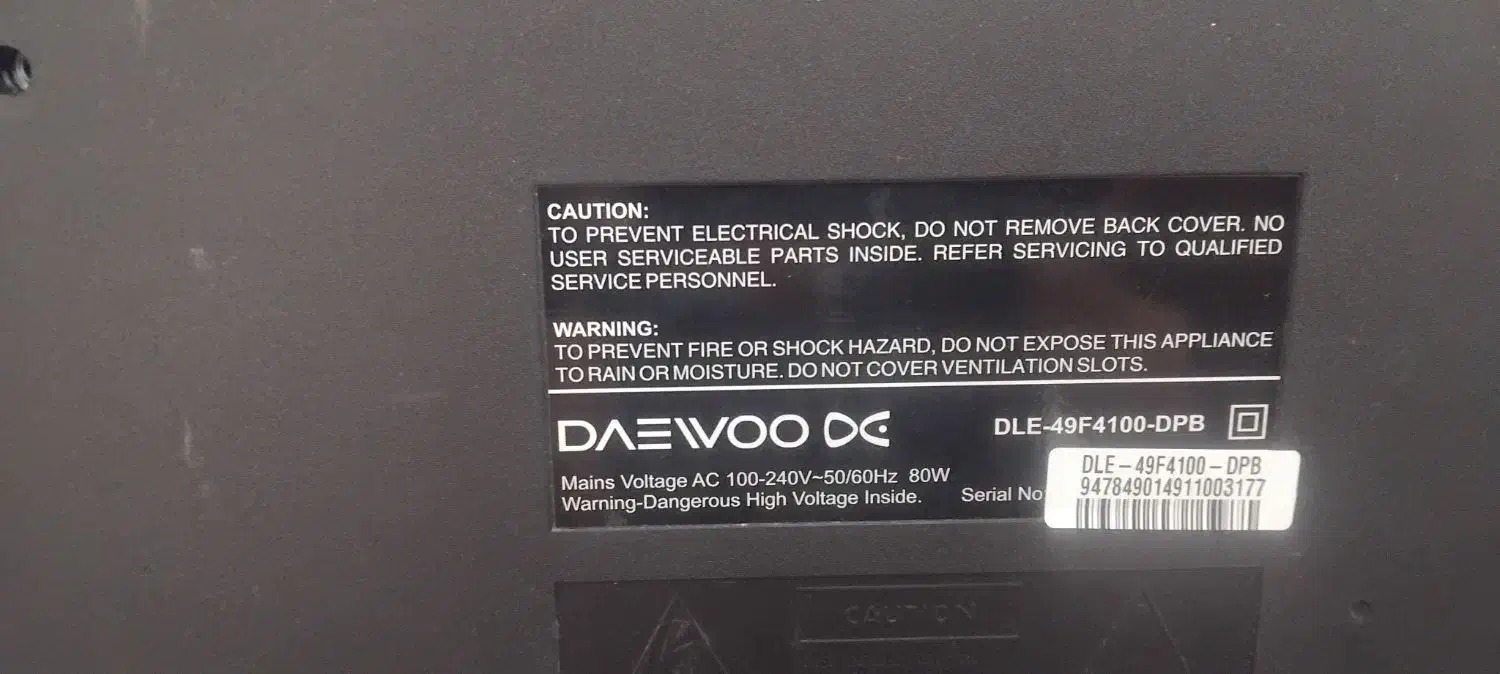 CAUTION:
TO PREVENT ELECTRICAL SHOCK, DO NOT REMOVE BACK COVER. NO
USER SERVICEABLE PARTS INSIDE. REFER SERVICING TO QUALIFIED
SERVICE PERSONNEL.
WARNING:
TO PREVENT FIRE OR SHOCK HAZARD, DO NOT EXPOSE THIS APPLIANCE
TO RAIN OR MOISTURE. DO NOT COVER VENTILATION SLOTS.
DAEWOO
DLE-49F4100-DPB
Mains Voltage AC 100-240V~50/60Hz 80W
Warning-Dangerous High Voltage Inside.
Serial No
DLE-49F4100-DPB
947849014911003177
CAUTION